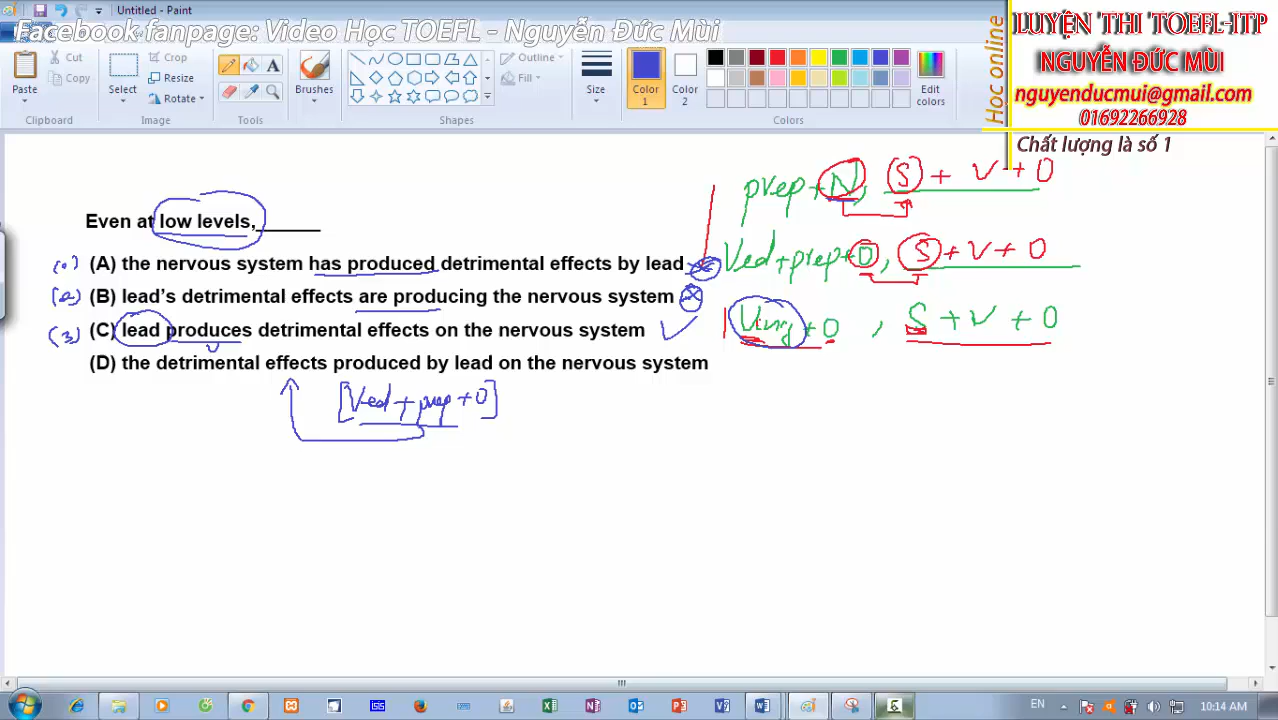 Untitled - Paint
Facebook fanpage: Video Học TOEFL - Nguyễn Đức Mùi
Paste
Cut
Copy
Clipboard
Select
Crop
Resize
Rotate
Image
Tools
Brushes
Outline
Fill
Shapes
Size
Color 1
Color 2
Edit colors
Colors
Học online
LUYỆN THI TOEFL-ITP
NGUYỄN ĐỨC MÙI
nguyenducmui@gmail.com
01692266928
Chất lượng là số 1
prep+N, S + V + O
Even at low levels,______
(1) (A) the nervous system has produced detrimental effects by lead
Ved+prep+O, S+V+O
(2) (B) lead's detrimental effects are producing the nervous system
(3) (C) lead produces detrimental effects on the nervous system
V
Ving+O, S+V+O
(D) the detrimental effects produced by lead on the nervous system
[Ved+prep+O]
ISS
EN
10:14 AM